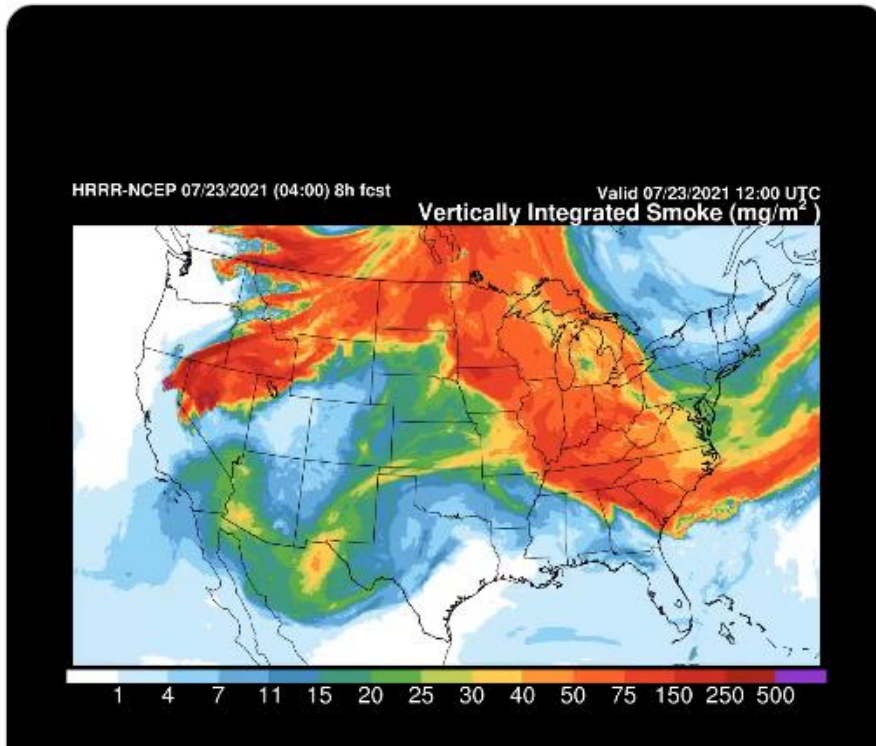 HRRR-NCEP 07/23/2021 (04:00) 8h fcst
Valid 07/23/2021 12:00 UTC
Vertically Integrated Smoke (mg/m² )
1 4 7 11 15 20 25 30 40 50 75 150 250 500